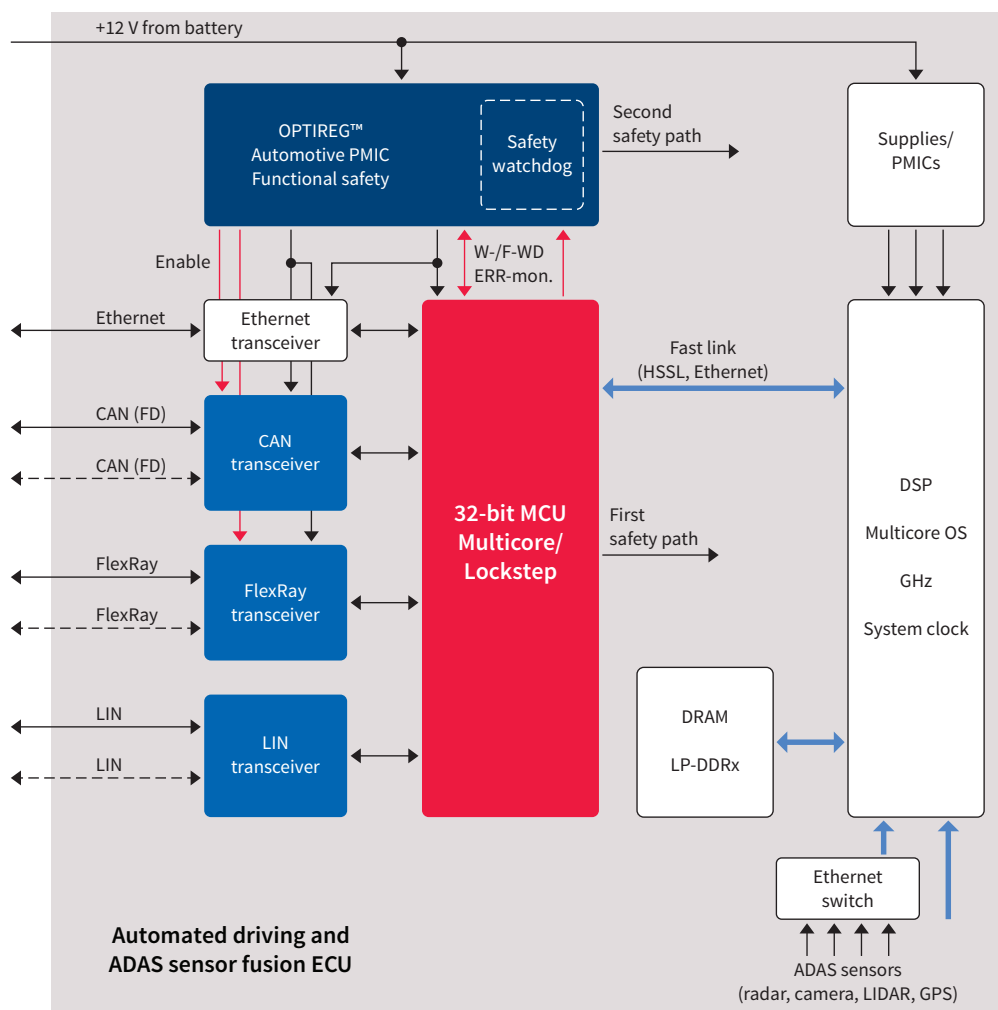 +12 V from battery
OPTIREG™
Automotive PMIC
Functional safety
Safety
watchdog
Second
safety path
Supplies/
PMICs
Enable
W-/F-WD
ERR-mon.
Ethernet
Ethernet
transceiver
Fast link
(HSSL, Ethernet)
CAN (FD)
CAN (FD)
CAN
transceiver
32-bit MCU
Multicore/
Lockstep
First
safety path
DSP
Multicore OS
GHz
System clock
FlexRay
FlexRay
FlexRay
transceiver
LIN
LIN
LIN
transceiver
DRAM
LP-DDRx
Ethernet
switch
Automated driving and
ADAS sensor fusion ECU
ADAS sensors
(radar, camera, LIDAR, GPS)